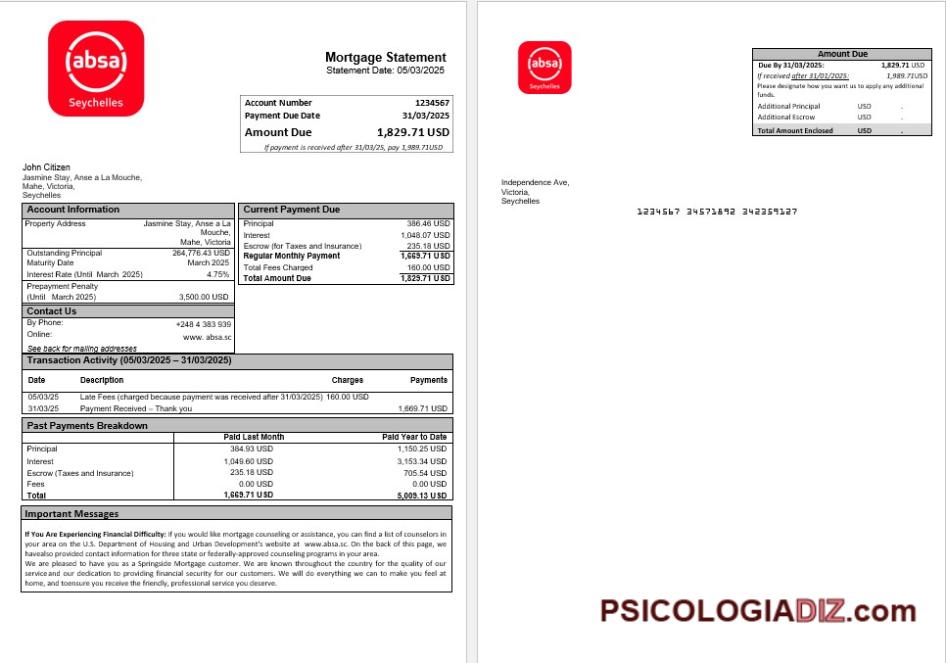 absa
Seychelles
Mortgage Statement
Statement Date: 05/03/2025
Account Number 1234567
Payment Due Date 31/03/2025
Amount Due 1,829.71 USD
If payment is received after 31/03/25, pay 1,989.71USD
John Citizen
Jasmine Stay, Anse a La Mouche,
Mahe, Victoria,
Seychelles
Account Information
Property Address Jasmine Stay, Anse a La
Mouche,
Mahe, Victoria
Outstanding Principal 264,776.43 USD
Maturity Date March 2025
Interest Rate (Until March 2025) 4.75%
Prepayment Penalty
(Until March 2025) 3,500.00 USD
Contact Us
By Phone: +248 4 383 939
Online: www. absa.sc
See back for mailing addresses
Current Payment Due
Principal 386.46 USD
Interest 1,048.07 USD
Escrow (for Taxes and Insurance) 235.18 USD
Regular Monthly Payment 1,669.71 USD
Total Fees Charged 160.00 USD
Total Amount Due 1,829.71 USD
Transaction Activity (05/03/2025 – 31/03/2025)
Date Description Charges Payments
05/03/25 Late Fees (charged because payment was received after 31/03/2025) 160.00 USD
31/03/25 Payment Received – Thank you 1,669.71 USD
Past Payments Breakdown
Paid Last Month Paid Year to Date
Principal 384.93 USD 1,150.25 USD
Interest 1,049.60 USD 3,153.34 USD
Escrow (Taxes and Insurance) 235.18 USD 705.54 USD
Fees 0.00 USD 0.00 USD
Total 1,669.71 USD 5,009.13 USD
Important Messages
If You Are Experiencing Financial Difficulty: If you would like mortgage counseling or assistance, you can find a list of counselors in
your area on the U.S. Department of Housing and Urban Development's website at www.absa.sc. On the back of this page, we
havealso provided contact information for three state or federally-approved counseling programs in your area.
We are pleased to have you as a Springside Mortgage customer. We are known throughout the country for the quality of our
service and our dedication to providing financial security for our customers. We will do everything we can to make you feel at
home, and toensure you receive the friendly, professional service you deserve.
absa
Seychelles
Amount Due
Due By 31/03/2025: 1,829.71 USD
If received after 31/01/2025: 1,989.71USD
Please designate how you want us to apply any additional
funds.
Additional Principal USD .
Additional Escrow USD .
Total Amount Enclosed USD .
Independence Ave,
Victoria,
Seychelles
1234567 34571892 342359127
PSICOLOGIADIZ.com